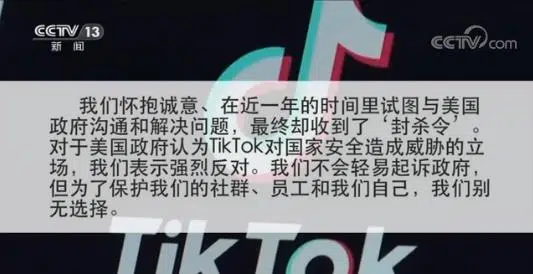 CCTV 13
新闻
CCTV.com
我们怀抱诚意、在近一年的时间里试图与美国
政府沟通和解决问题，最终却收到了‘封杀令’。
对于美国政府认为TikTok对国家安全造成威胁的立
场，我们表示强烈反对。我们不会轻易起诉政府，
但为了保护我们的社群、员工和我们自己，我们别
无选择。
TikTok